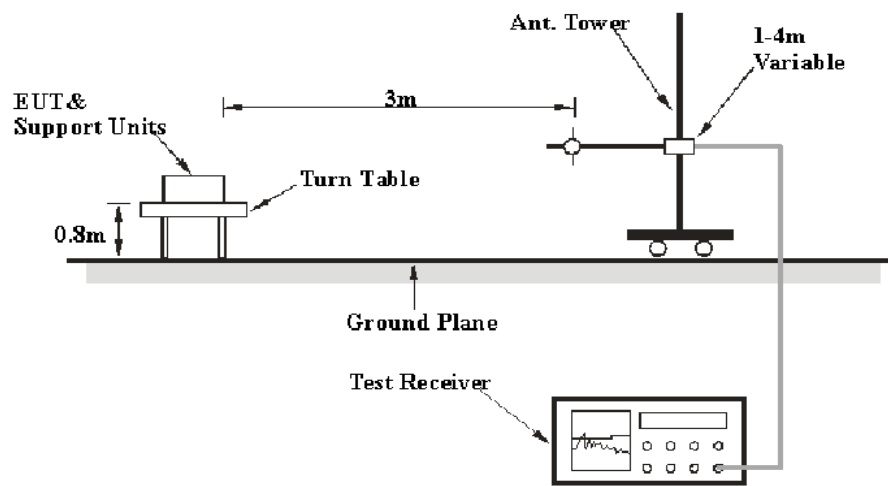 Ant. Tower
1-4m
Variable
3m
EUT&
Support Units
Turn Table
0.8m
Ground Plane
Test Receiver